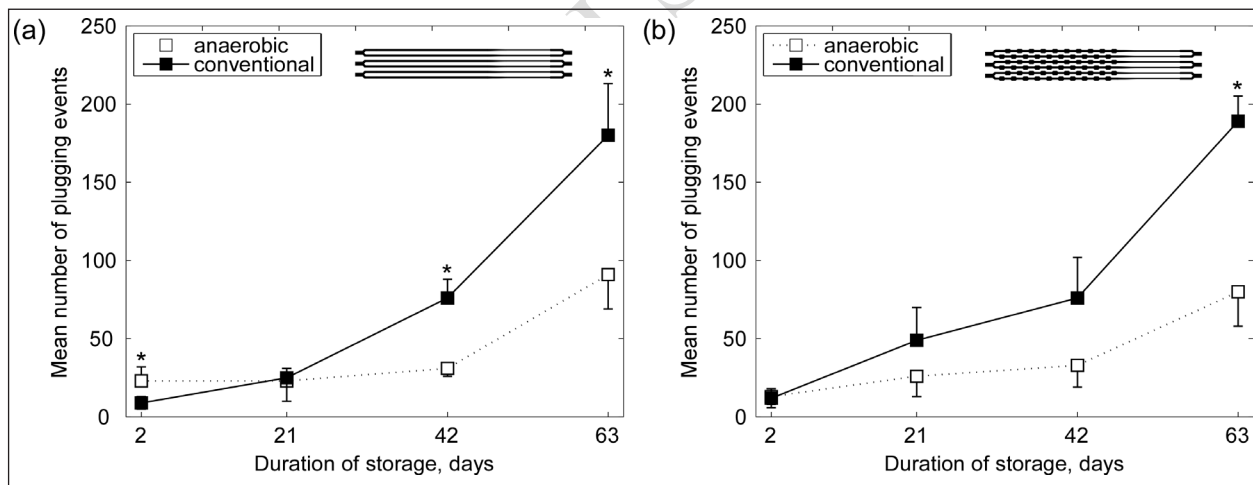 (a)
250
200
150
100
50
0
Mean number of plugging events
anaerobic
conventional
*
*
*
2 21 42 63
Duration of storage, days
(b)
250
200
150
100
50
0
Mean number of plugging events
anaerobic
conventional
*
2 21 42 63
Duration of storage, days